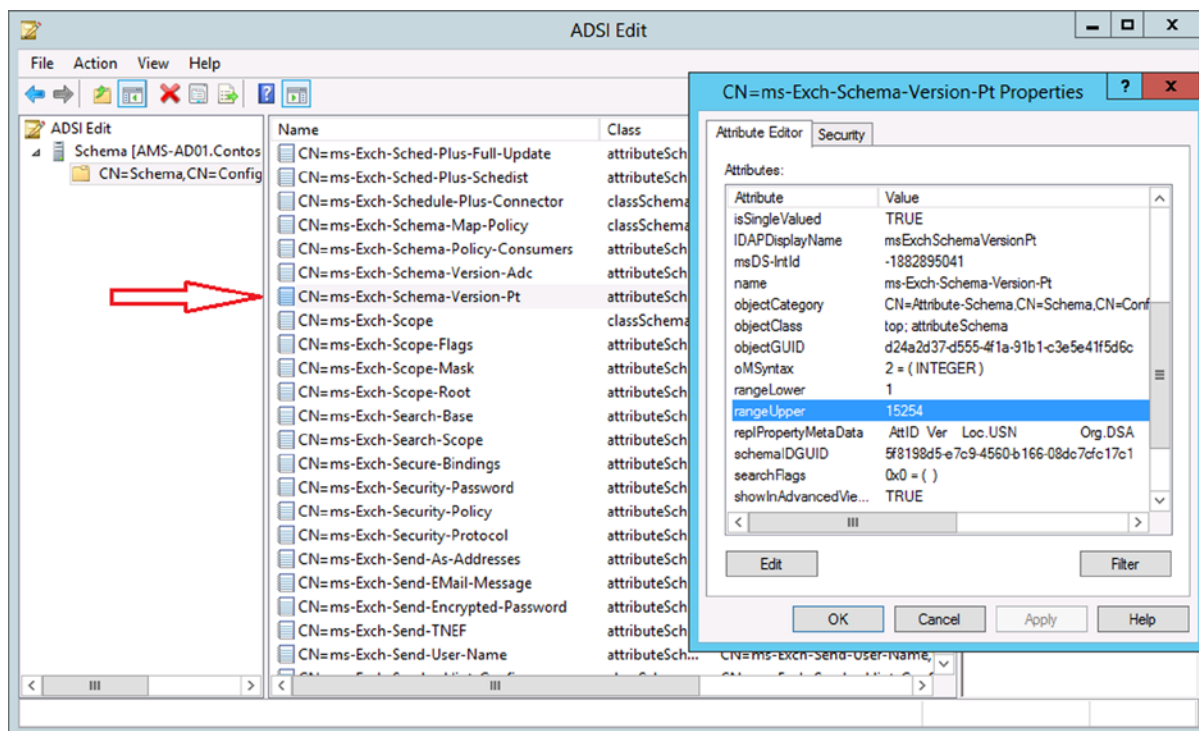 ADSI Edit
File Action View Help
ADSI Edit
Schema [AMS-AD01.Contos
CN=Schema,CN=Config
Name Class
CN=ms-Exch-Sched-Plus-Full-Update attributeSch
CN=ms-Exch-Sched-Plus-Schedist attributeSch
CN=ms-Exch-Schedule-Plus-Connector classSchema
CN=ms-Exch-Schema-Map-Policy classSchema
CN=ms-Exch-Schema-Policy-Consumers attributeSch
CN=ms-Exch-Schema-Version-Adc attributeSch
CN=ms-Exch-Schema-Version-Pt attributeSch
CN=ms-Exch-Scope classSchema
CN=ms-Exch-Scope-Flags attributeSch
CN=ms-Exch-Scope-Mask attributeSch
CN=ms-Exch-Scope-Root attributeSch
CN=ms-Exch-Search-Base attributeSch
CN=ms-Exch-Search-Scope attributeSch
CN=ms-Exch-Secure-Bindings attributeSch
CN=ms-Exch-Security-Password attributeSch
CN=ms-Exch-Security-Policy attributeSch
CN=ms-Exch-Security-Protocol attributeSch
CN=ms-Exch-Send-As-Addresses attributeSch
CN=ms-Exch-Send-EMail-Message attributeSch
CN=ms-Exch-Send-Encrypted-Password attributeSch
CN=ms-Exch-Send-TNEF attributeSch
CN=ms-Exch-Send-User-Name attributeSch... CN=ms-Exch-Send-User-Name,
CN=ms-Exch-Schema-Version-Pt Properties
Attribute Editor Security
Attributes:
Attribute Value
isSingleValued TRUE
lDAPDisplayName msExchSchemaVersionPt
msDS-IntId -1882895041
name ms-Exch-Schema-Version-Pt
objectCategory CN=Attribute-Schema,CN=Schema,CN=Conf
objectClass top; attributeSchema
objectGUID d24a2d37-d555-4f1a-91b1-c3e5e41f5d6c
oMSyntax 2 = ( INTEGER )
rangeLower 1
rangeUpper 15254
replPropertyMetaData AttID Ver Loc.USN Org.DSA
schemaIDGUID 5f8198d5-e7c9-4560-b166-08dc7cfc17c1
searchFlags 0x0 = ( )
showInAdvancedVie... TRUE
Edit Filter
OK Cancel Apply Help